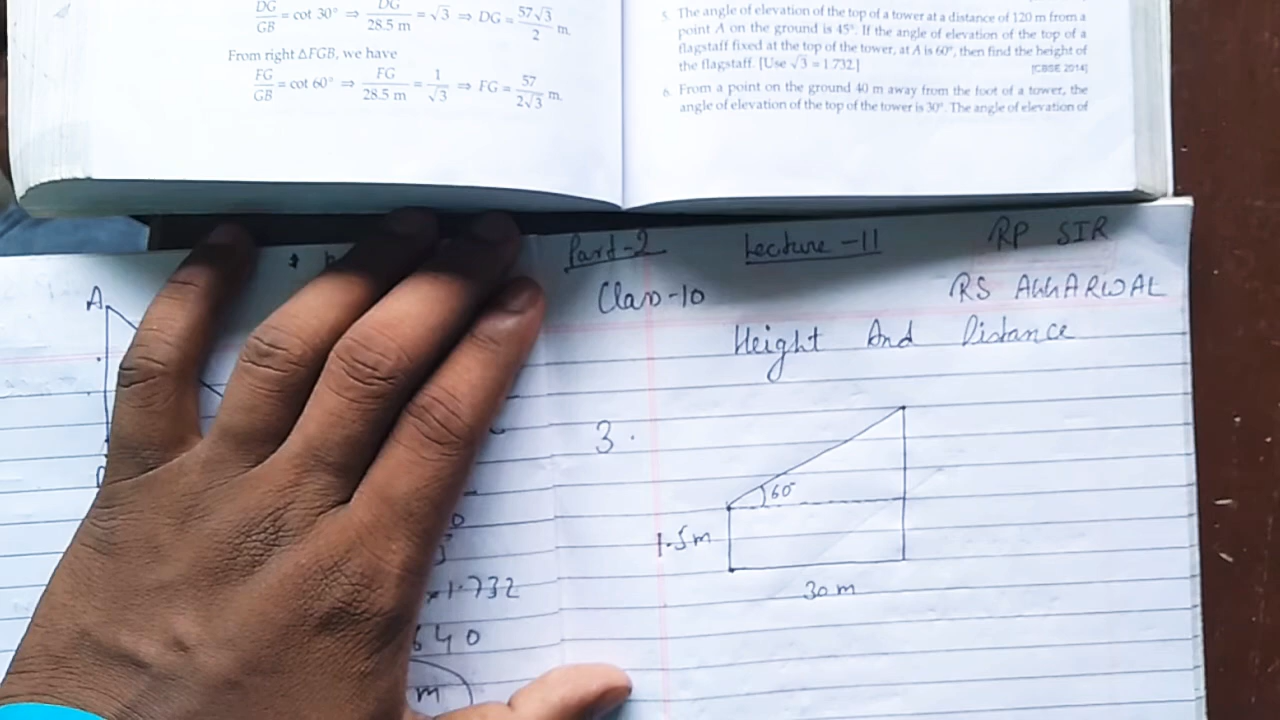 DG/GB = cot 30° ⇒ DG/28.5 m = √3 ⇒ DG = 57√3/2 m.
From right △FGB, we have
FG/GB = cot 60° ⇒ FG/28.5 m = 1/√3 ⇒ FG = 57/2√3 m.
5. The angle of elevation of the top of a tower at a distance of 120 m from a
point A on the ground is 45°. If the angle of elevation of the top of a
flagstaff fixed at the top of the tower, at A is 60°, then find the height of
the flagstaff. [Use √3 = 1.732] [CBSE 2014]
6. From a point on the ground 40 m away from the foot of a tower, the
angle of elevation of the top of the tower is 30°. The angle of elevation of
Part-2 Lecture -11 RP SIR
Class-10 RS AGGARWAL
Height And Distance
A
1.732
640
m
3.
60°
1.5m
30 m